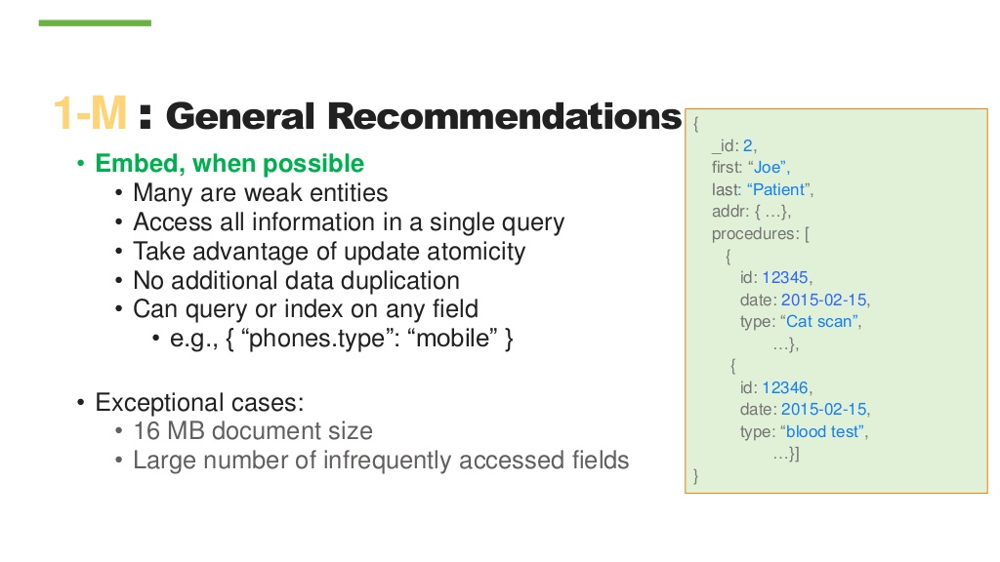 1-M : General Recommendations
• Embed, when possible
• Many are weak entities
• Access all information in a single query
• Take advantage of update atomicity
• No additional data duplication
• Can query or index on any field
• e.g., { “phones.type”: “mobile” }
• Exceptional cases:
• 16 MB document size
• Large number of infrequently accessed fields
{
_id: 2,
first: “Joe”,
last: “Patient”,
addr: { …},
procedures: [
{
id: 12345,
date: 2015-02-15,
type: “Cat scan”,
…},
{
id: 12346,
date: 2015-02-15,
type: “blood test”,
…}]
}